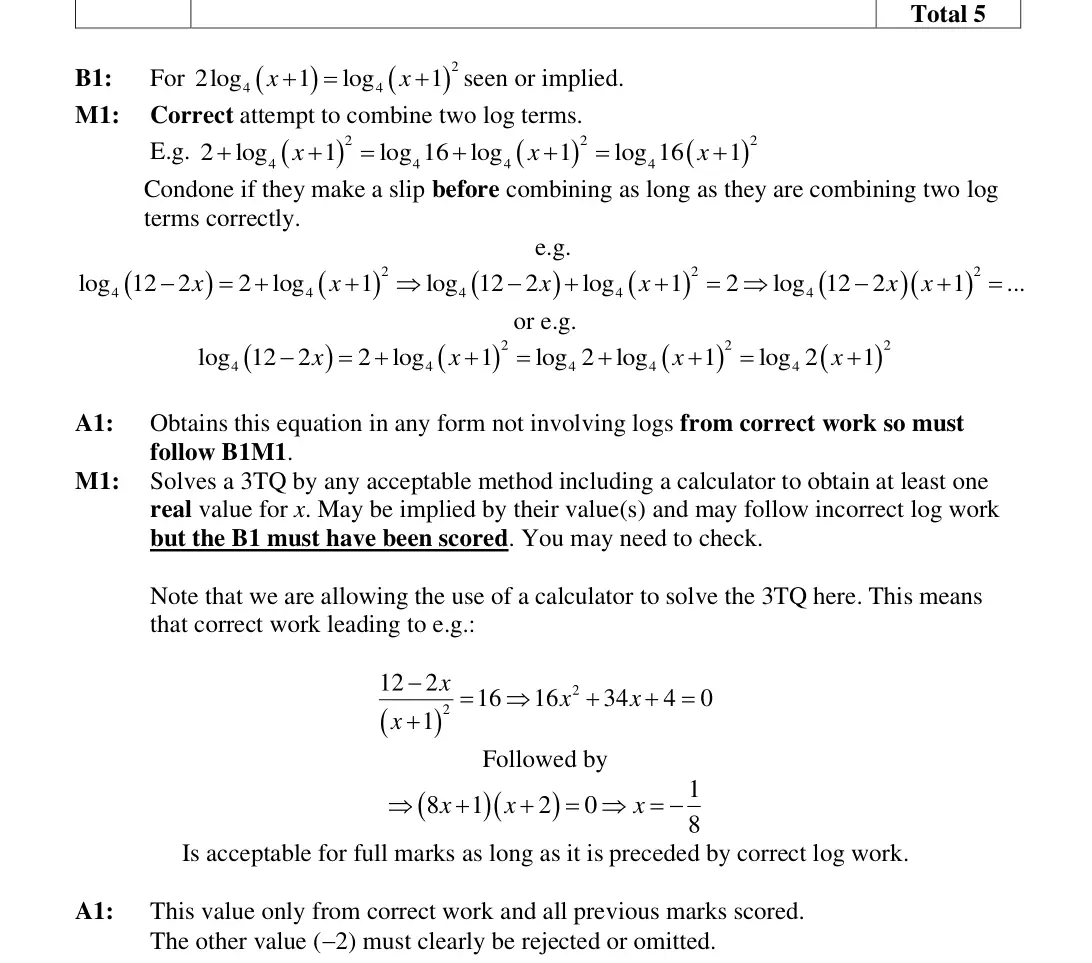 Total 5
B1: For 2log₄(x+1)=log₄(x+1)² seen or implied.
M1: Correct attempt to combine two log terms.
E.g. 2+log₄(x+1)²=log₄16+log₄(x+1)²=log₄16(x+1)²
Condone if they make a slip before combining as long as they are combining two log
terms correctly.
e.g.
log₄(12−2x)=2+log₄(x+1)²⇒log₄(12−2x)+log₄(x+1)²=2⇒log₄(12−2x)(x+1)²=...
or e.g.
log₄(12−2x)=2+log₄(x+1)²=log₄2+log₄(x+1)²=log₄2(x+1)²
A1: Obtains this equation in any form not involving logs from correct work so must
follow B1M1.
M1: Solves a 3TQ by any acceptable method including a calculator to obtain at least one
real value for x. May be implied by their value(s) and may follow incorrect log work
but the B1 must have been scored. You may need to check.
Note that we are allowing the use of a calculator to solve the 3TQ here. This means
that correct work leading to e.g.:
(12−2x)/(x+1)²=16⇒16x²+34x+4=0
Followed by
⇒(8x+1)(x+2)=0⇒x=−1/8
Is acceptable for full marks as long as it is preceded by correct log work.
A1: This value only from correct work and all previous marks scored.
The other value (−2) must clearly be rejected or omitted.